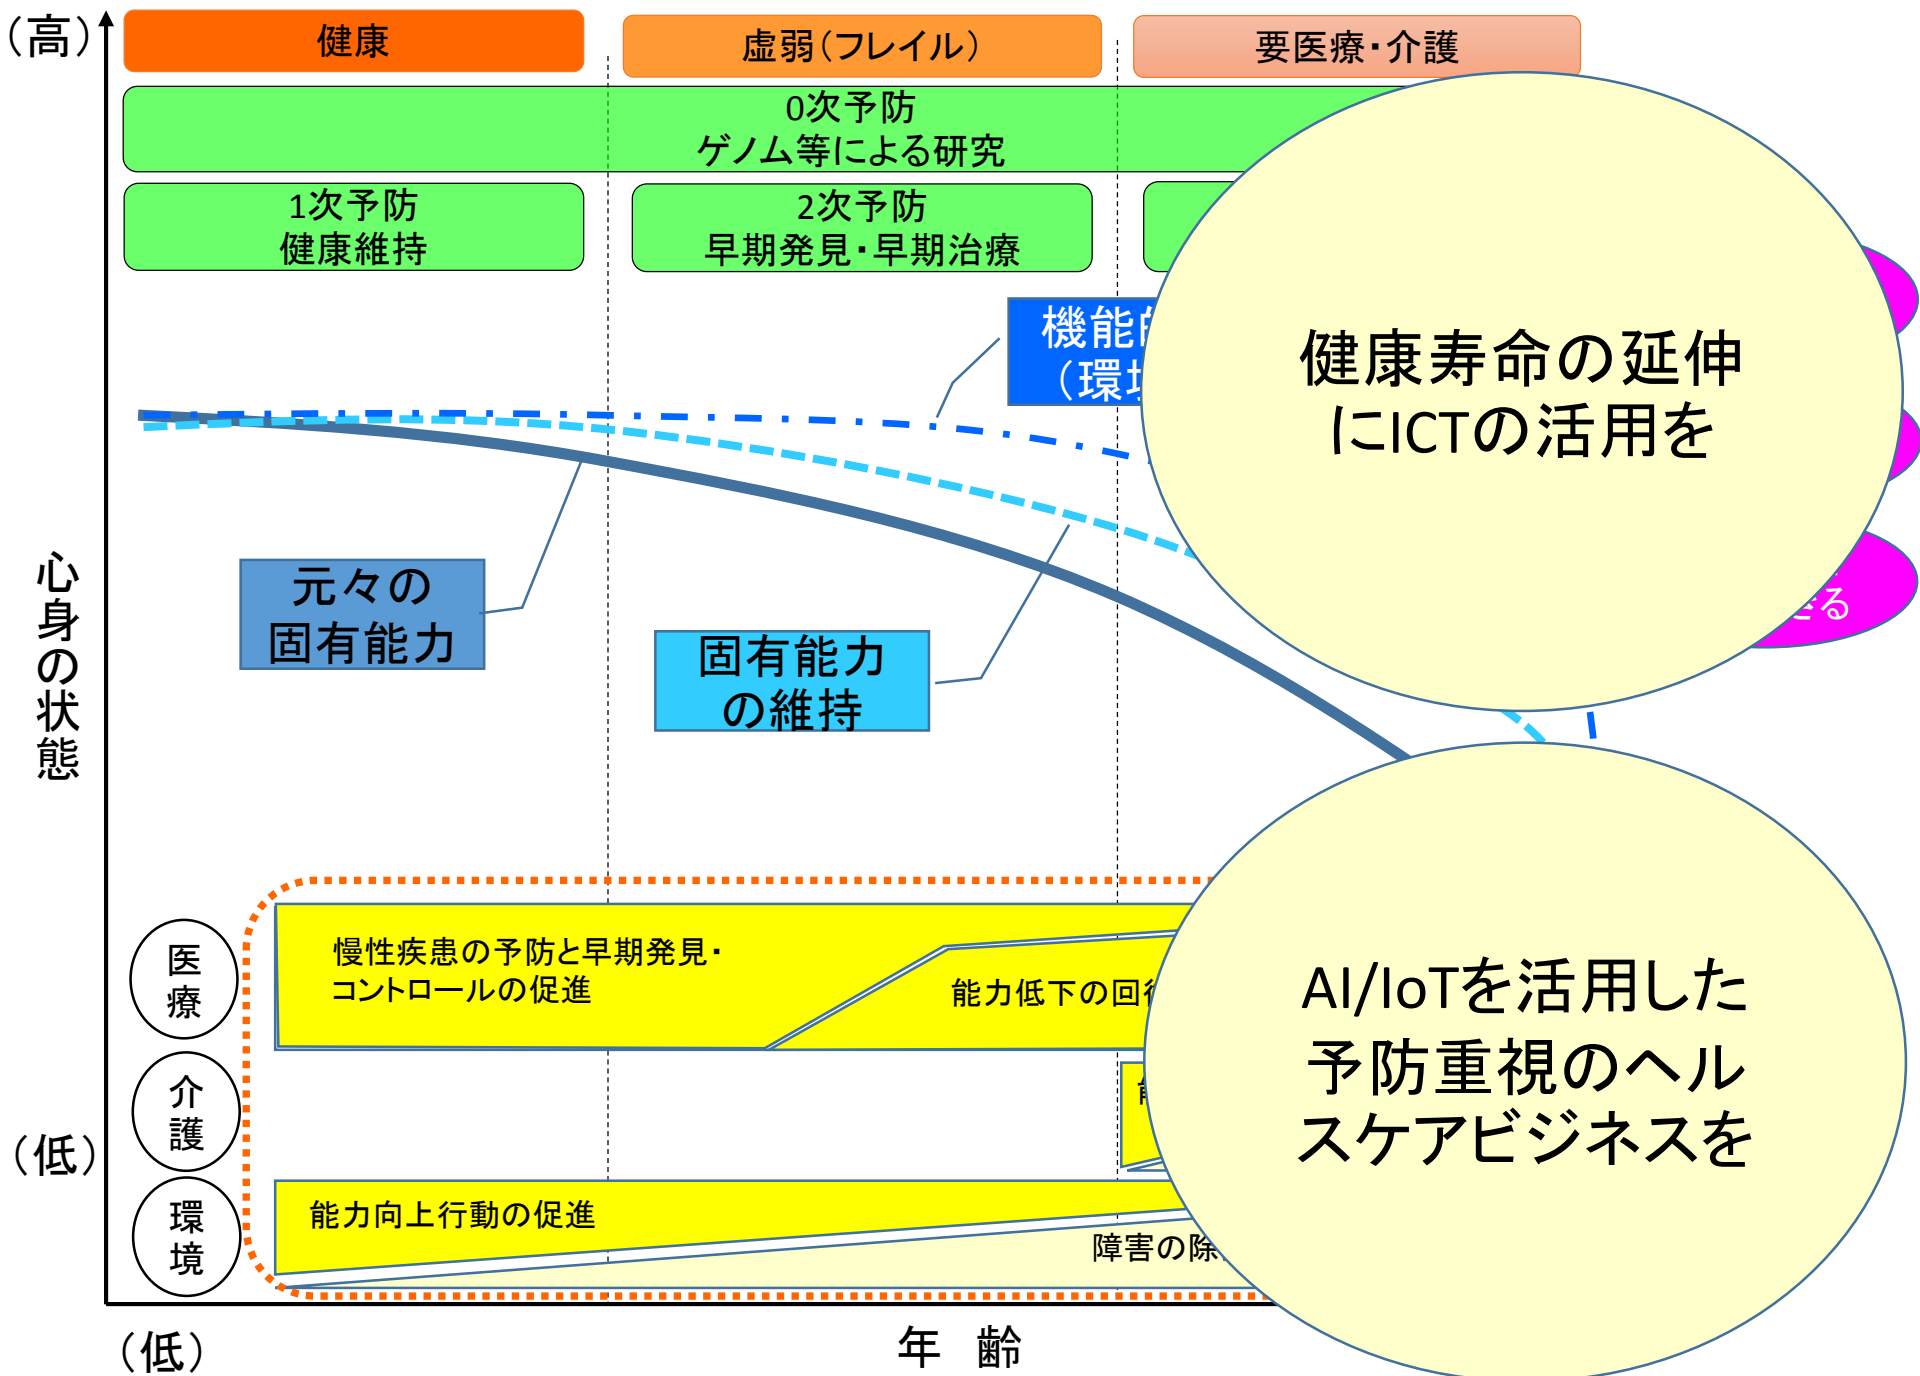 （高）
健康
虚弱（フレイル）
要医療・介護
0次予防
ゲノム等による研究
1次予防
健康維持
2次予防
早期発見・早期治療
機能
（環
健康寿命の延伸
にICTの活用を
きる
元々の
固有能力
固有能力
の維持
心身の状態
医療
慢性疾患の予防と早期発見・
コントロールの促進
能力低下の回
AI/IoTを活用した
予防重視のヘル
スケアビジネスを
介護
（低）
環境
能力向上行動の促進
障害の除
（低）
年 齢